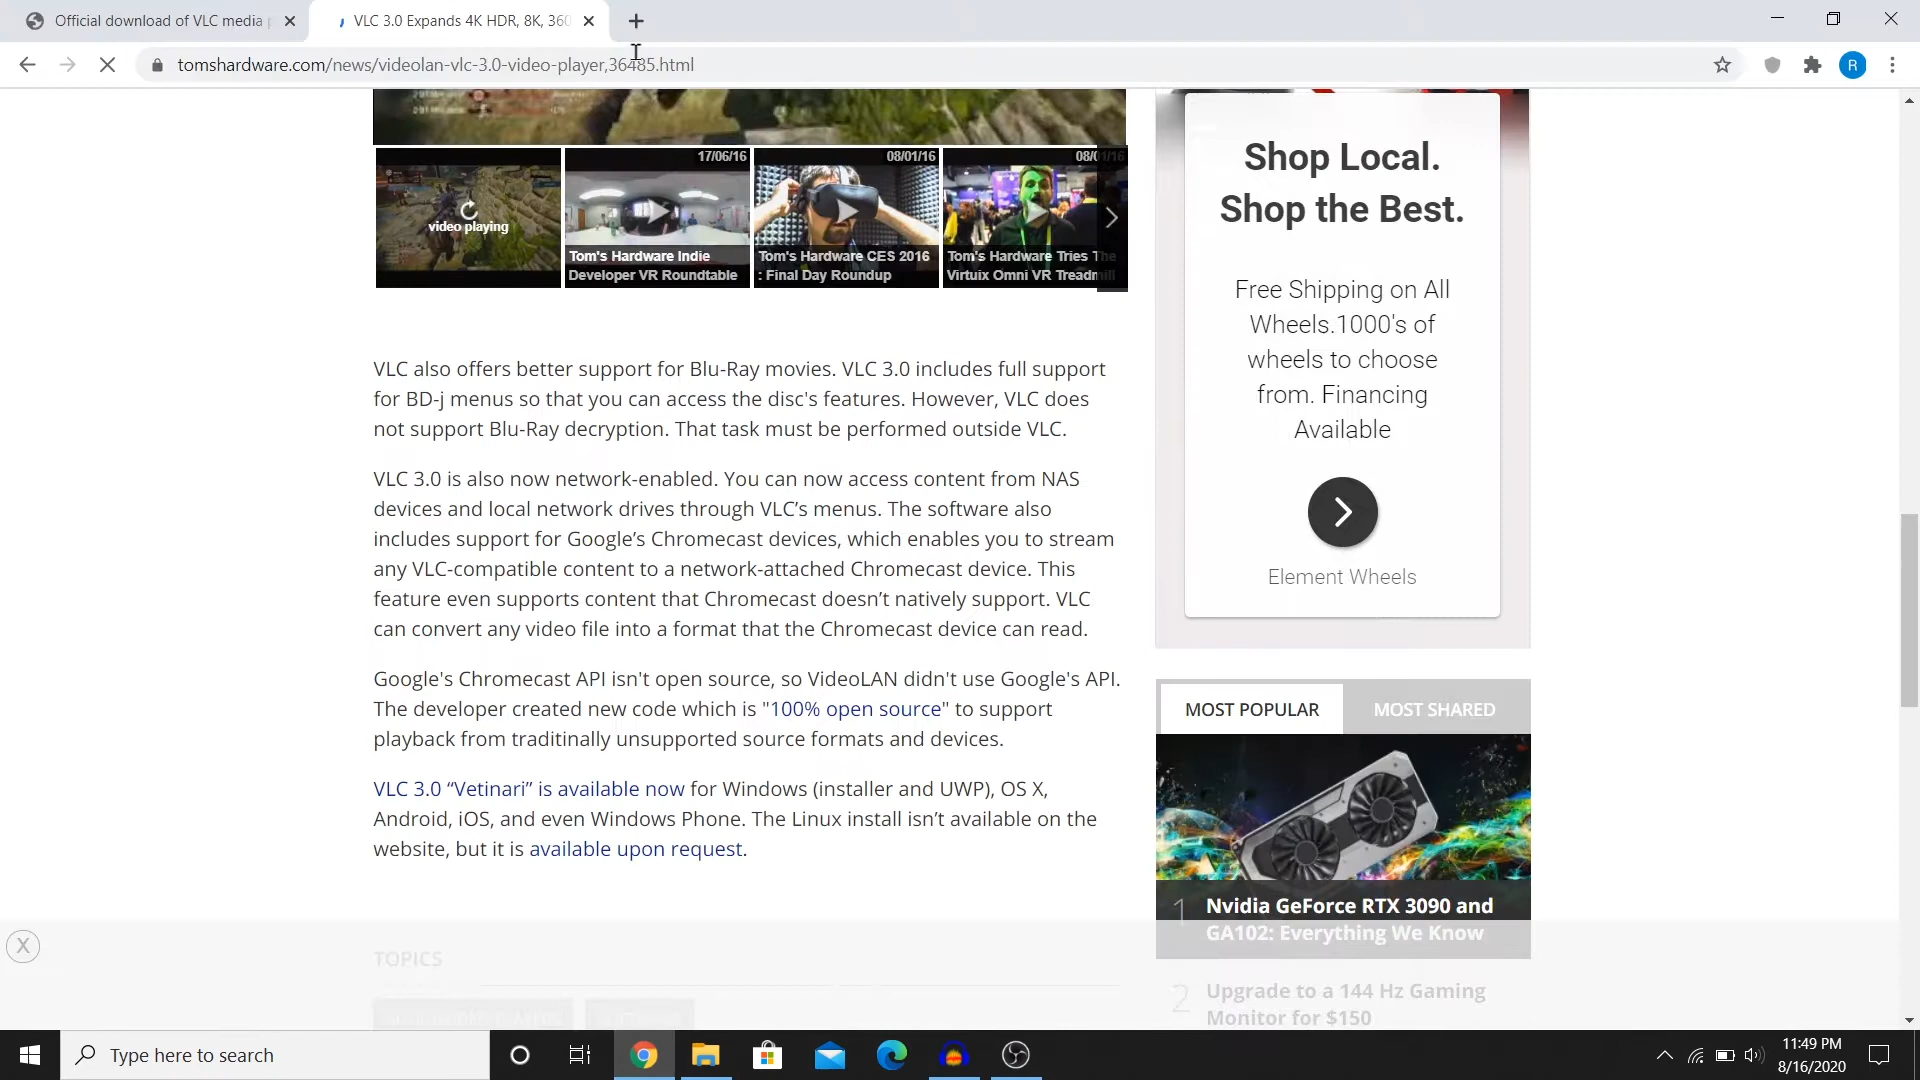 Official download of VLC media
VLC 3.0 Expands 4K HDR, 8K, 360
tomshardware.com/news/videolan-vlc-3.0-video-player,36485.html
R
17/06/16
08/01/16
08/01/16
video playing
Tom's Hardware Indie
Developer VR Roundtable
Tom's Hardware CES 2016
: Final Day Roundup
Tom's Hardware Tries The
Virtuix Omni VR Treadmill
VLC also offers better support for Blu-Ray movies. VLC 3.0 includes full support
for BD-j menus so that you can access the disc's features. However, VLC does
not support Blu-Ray decryption. That task must be performed outside VLC.
VLC 3.0 is also now network-enabled. You can now access content from NAS
devices and local network drives through VLC’s menus. The software also
includes support for Google’s Chromecast devices, which enables you to stream
any VLC-compatible content to a network-attached Chromecast device. This
feature even supports content that Chromecast doesn’t natively support. VLC
can convert any video file into a format that the Chromecast device can read.
Google's Chromecast API isn't open source, so VideoLAN didn't use Google's API.
The developer created new code which is "100% open source" to support
playback from traditinally unsupported source formats and devices.
VLC 3.0 “Vetinari” is available now for Windows (installer and UWP), OS X,
Android, iOS, and even Windows Phone. The Linux install isn’t available on the
website, but it is available upon request.
X
TOPICS
Shop Local.
Shop the Best.
Free Shipping on All
Wheels.1000's of
wheels to choose
from. Financing
Available
Element Wheels
MOST POPULAR
MOST SHARED
1 Nvidia GeForce RTX 3090 and
GA102: Everything We Know
2 Upgrade to a 144 Hz Gaming
Monitor for $150
Type here to search
11:49 PM
8/16/2020